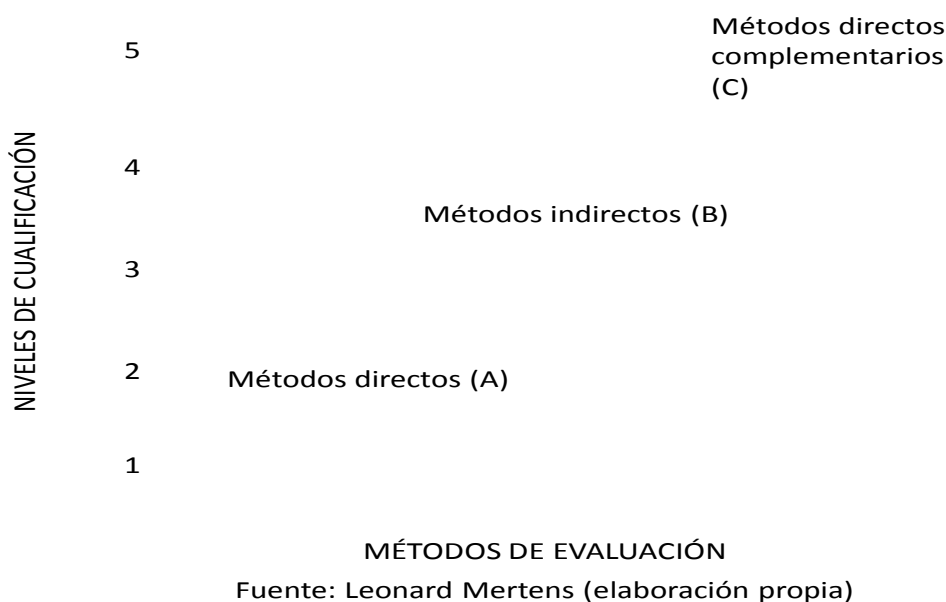 Métodos directos
complementarios
(C)
5
NIVELES DE CUALIFICACIÓN
4
Métodos indirectos (B)
3
2
Métodos directos (A)
1
MÉTODOS DE EVALUACIÓN
Fuente: Leonard Mertens (elaboración propia)